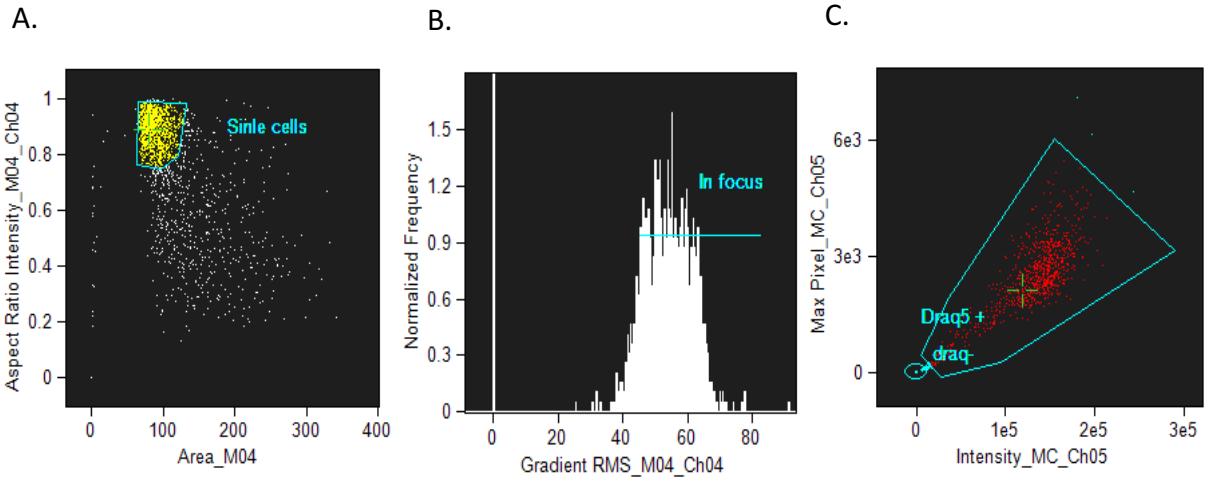 A.
B.
C.
Aspect Ratio Intensity_M04_Ch04
1
0.8
0.6
0.4
0.2
0
Sinle cells
0 100 200 300 400
Area_M04
Normalized Frequency
1.5
1.2
0.9
0.6
0.3
0
In focus
0 20 40 60 80
Gradient RMS_M04_Ch04
Max Pixel_MC_Ch05
6e3
3e3
0
Draq5 +
draq-
0 1e5 2e5 3e5
Intensity_MC_Ch05